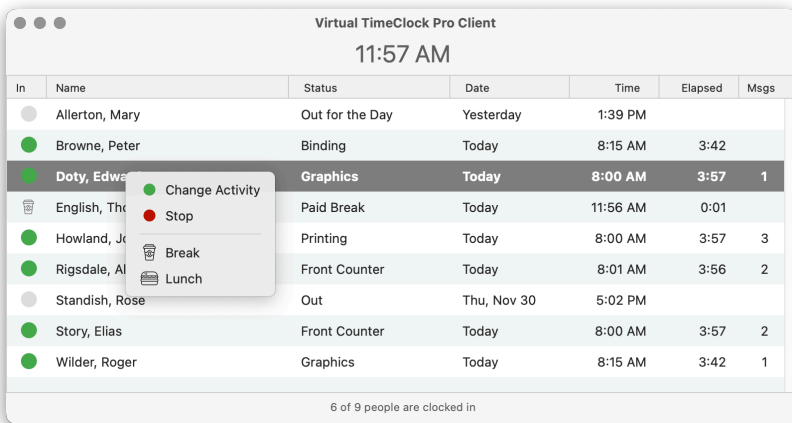 Virtual TimeClock Pro Client
11:57 AM
In Name Status Date Time Elapsed Msgs
Allerton, Mary Out for the Day Yesterday 1:39 PM
Browne, Peter Binding Today 8:15 AM 3:42
Doty, Graphics Today 8:00 AM 3:57 1
Change Activity
English, Paid Break Today 11:56 AM 0:01
Stop
Howland, Printing Today 8:00 AM 3:57 3
Break
Rigsdale, Front Counter Today 8:01 AM 3:56 2
Lunch
Standish, Rose Out Thu, Nov 30 5:02 PM
Story, Elias Front Counter Today 8:00 AM 3:57 2
Wilder, Roger Graphics Today 8:15 AM 3:42 1
6 of 9 people are clocked in